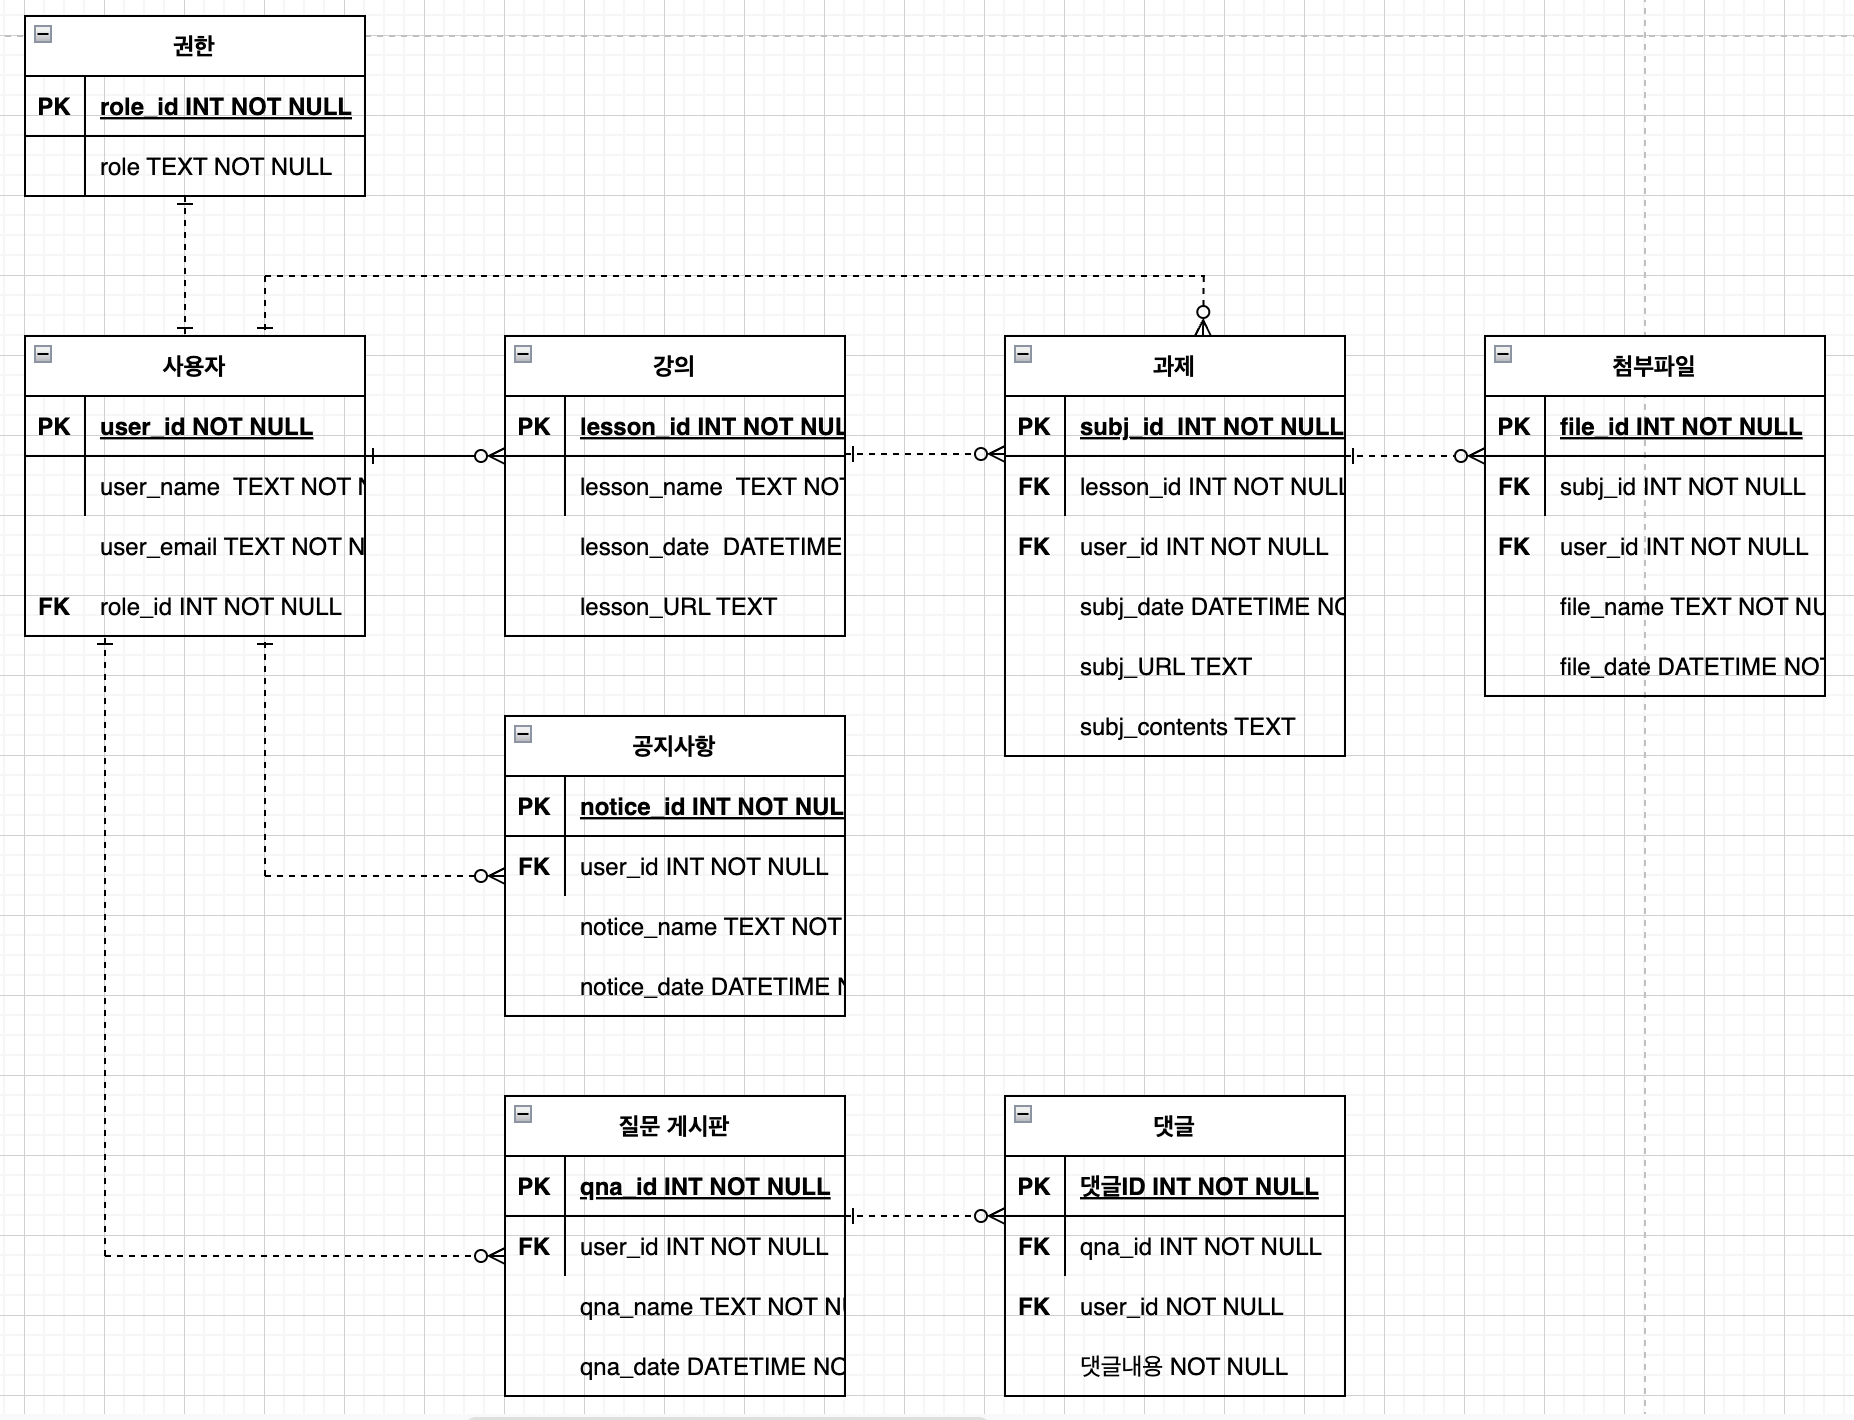 권한
PK role_id INT NOT NULL
role TEXT NOT NULL
사용자
PK user_id NOT NULL
user_name TEXT NOT N
user_email TEXT NOT N
FK role_id INT NOT NULL
강의
PK lesson_id INT NOT NUL
lesson_name TEXT NOT
lesson_date DATETIME
lesson_URL TEXT
과제
PK subj_id INT NOT NULL
FK lesson_id INT NOT NULL
FK user_id INT NOT NULL
subj_date DATETIME NO
subj_URL TEXT
subj_contents TEXT
첨부파일
PK file_id INT NOT NULL
FK subj_id INT NOT NULL
FK user_id INT NOT NULL
file_name TEXT NOT NU
file_date DATETIME NOT
공지사항
PK notice_id INT NOT NUL
FK user_id INT NOT NULL
notice_name TEXT NOT
notice_date DATETIME N
질문 게시판
PK qna_id INT NOT NULL
FK user_id INT NOT NULL
qna_name TEXT NOT NU
qna_date DATETIME NO
댓글
PK 댓글ID INT NOT NULL
FK qna_id INT NOT NULL
FK user_id NOT NULL
댓글내용 NOT NULL